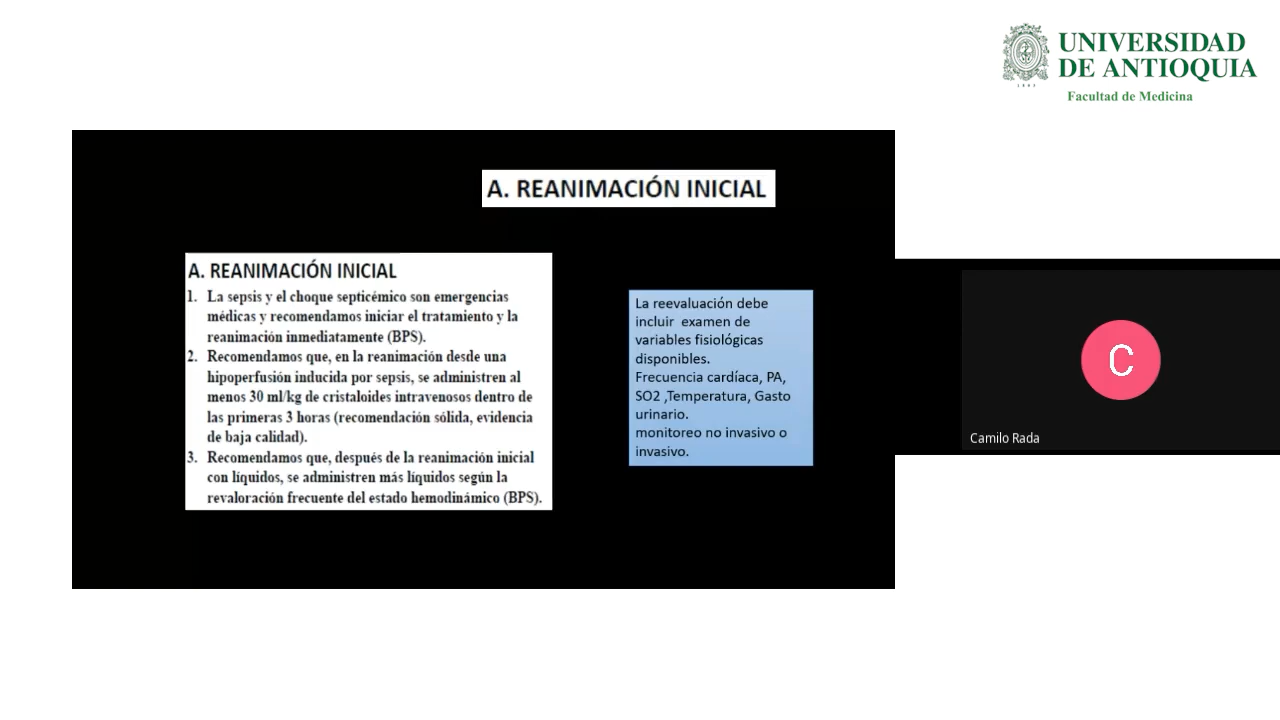 UNIVERSIDAD
DE ANTIOQUIA
1803
Facultad de Medicina
A. REANIMACIÓN INICIAL
A. REANIMACIÓN INICIAL
1. La sepsis y el choque septicémico son emergencias
médicas y recomendamos iniciar el tratamiento y la
reanimación inmediatamente (BPS).
2. Recomendamos que, en la reanimación desde una
hipoperfusión inducida por sepsis, se administren al
menos 30 ml/kg de cristaloides intravenosos dentro de
las primeras 3 horas (recomendación sólida, evidencia
de baja calidad).
3. Recomendamos que, después de la reanimación inicial
con líquidos, se administren más líquidos según la
revaloración frecuente del estado hemodinámico (BPS).
La reevaluación debe
incluir examen de
variables fisiológicas
disponibles.
Frecuencia cardíaca, PA,
SO2 ,Temperatura, Gasto
urinario.
monitoreo no invasivo o
invasivo.
C
Camilo Rada